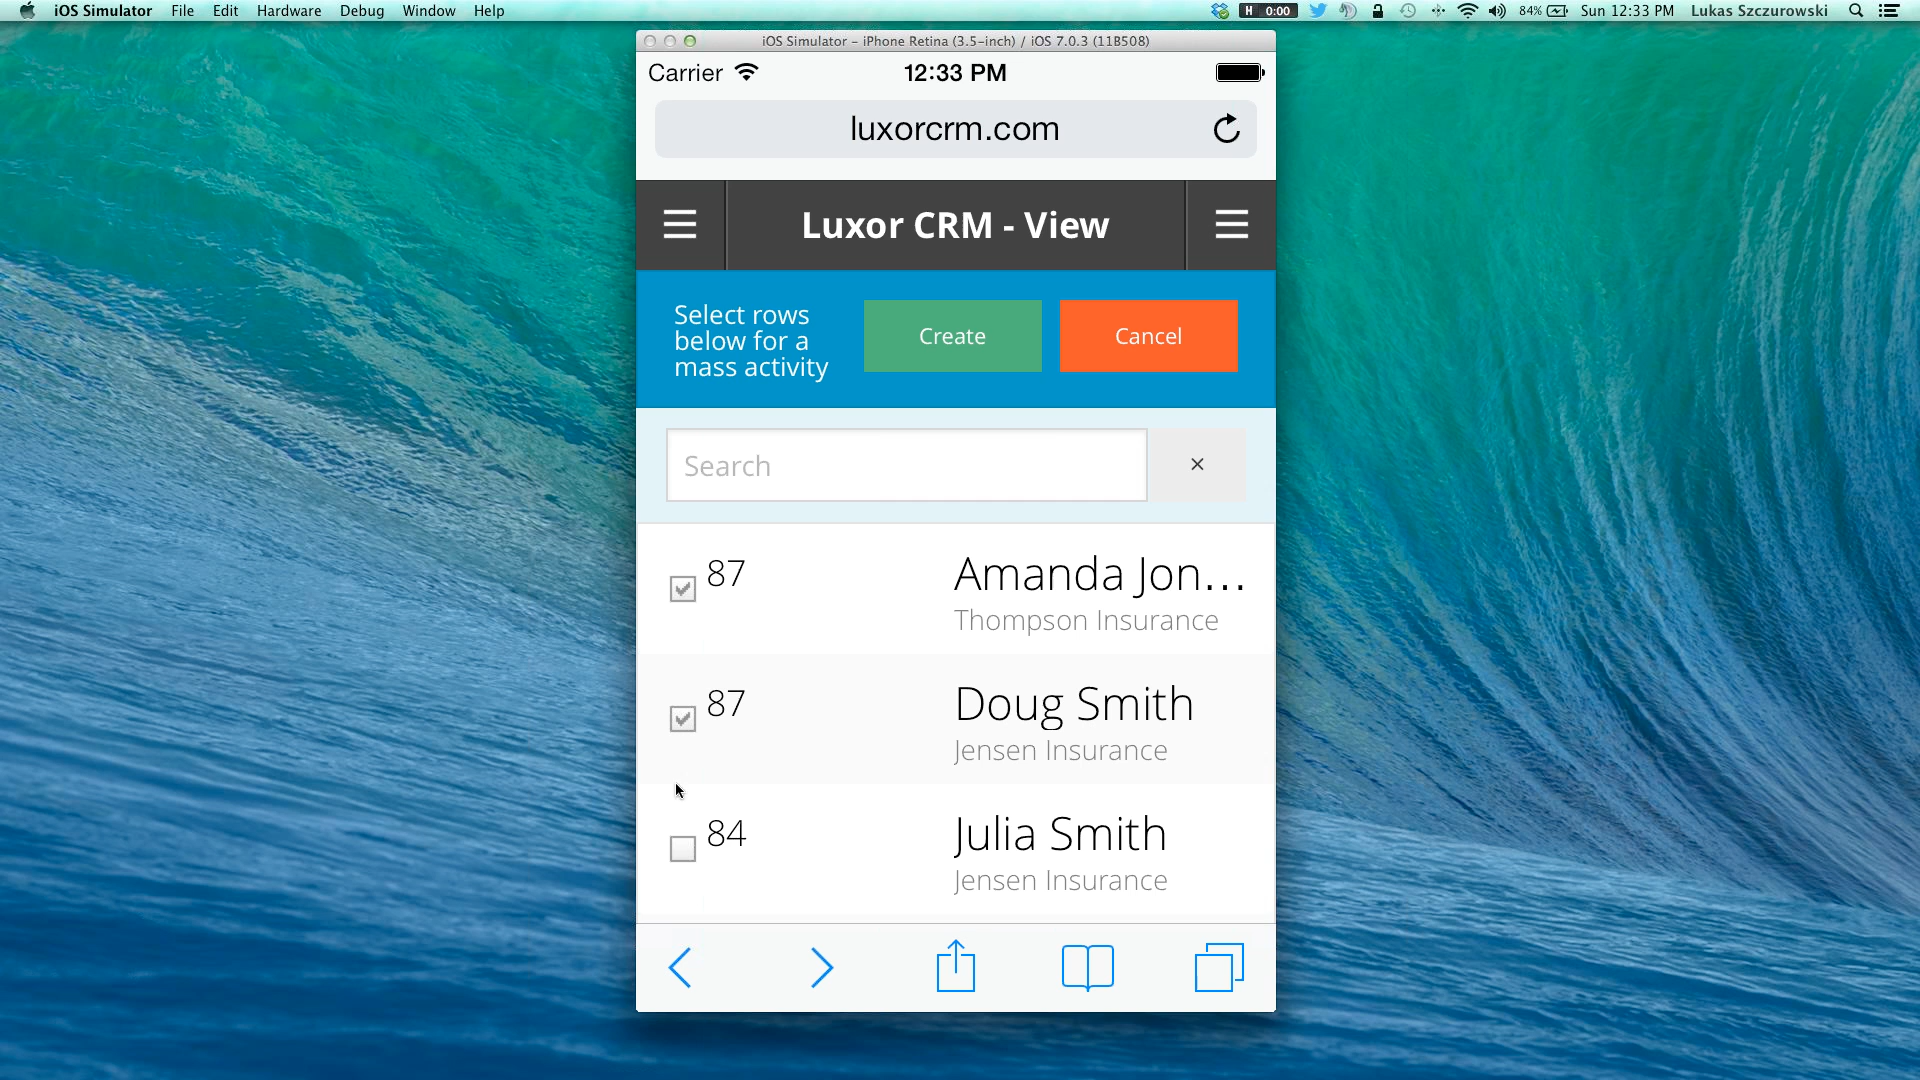 iOS Simulator File Edit Hardware Debug Window Help H 0:00 84% Sun 12:33 PM Lukas Szczurowski
iOS Simulator – iPhone Retina (3.5-inch) / iOS 7.0.3 (11B508)
Carrier 12:33 PM
luxorcrm.com
Luxor CRM - View
Select rows
below for a
mass activity
Create
Cancel
Search
87
Amanda Jon...
Thompson Insurance
87
Doug Smith
Jensen Insurance
84
Julia Smith
Jensen Insurance